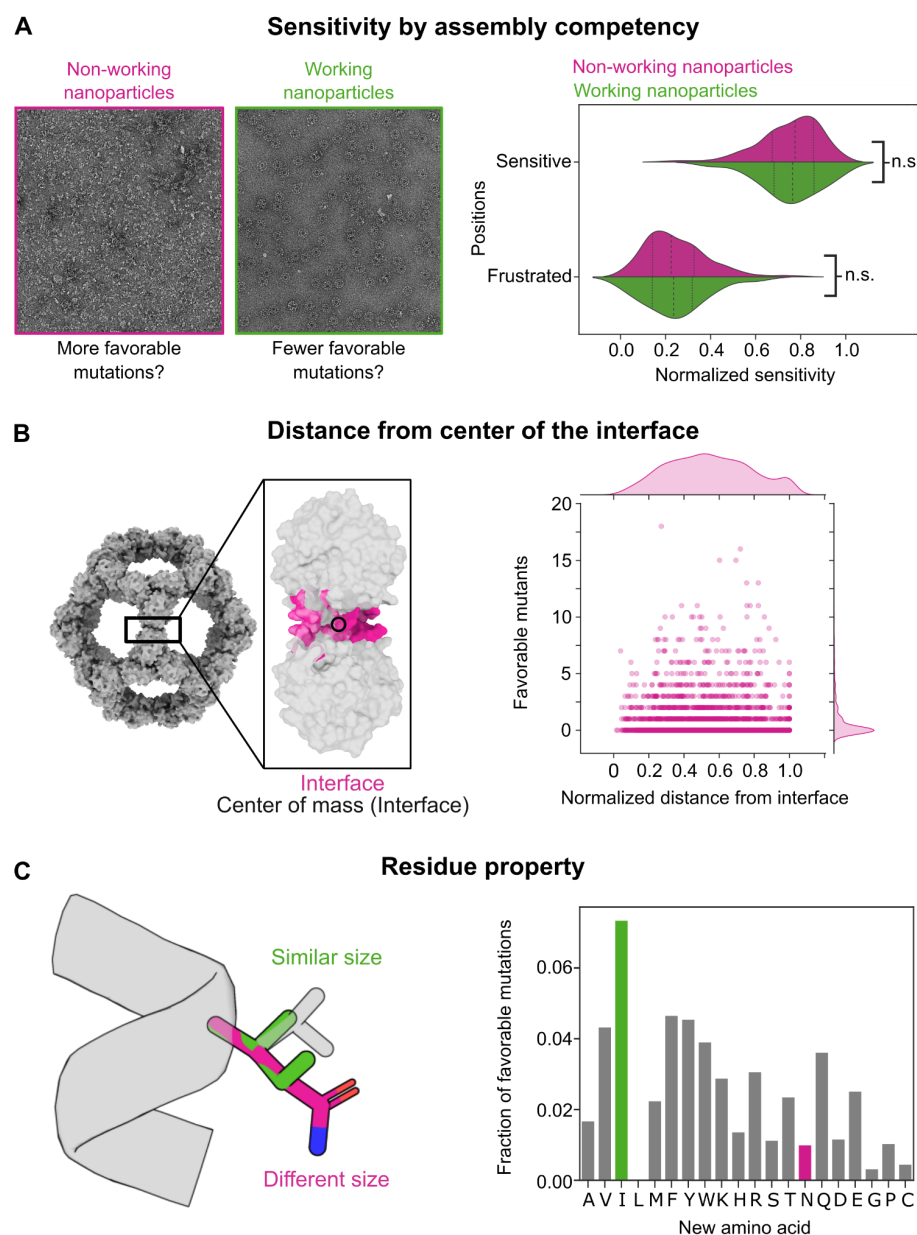 A
Sensitivity by assembly competency
Non-working
nanoparticles
Working
nanoparticles
More favorable
mutations?
Fewer favorable
mutations?
Non-working nanoparticles
Working nanoparticles
Positions
Sensitive
Frustrated
n.s
n.s.
0.0 0.2 0.4 0.6 0.8 1.0
Normalized sensitivity
B
Distance from center of the interface
Interface
Center of mass (Interface)
Favorable mutants
20
15
10
5
0
0 0.2 0.4 0.6 0.8 1.0
Normalized distance from interface
C
Residue property
Similar size
Different size
Fraction of favorable mutations
0.06
0.04
0.02
0.00
A V I L M F Y W K H R S T N Q D E G P C
New amino acid